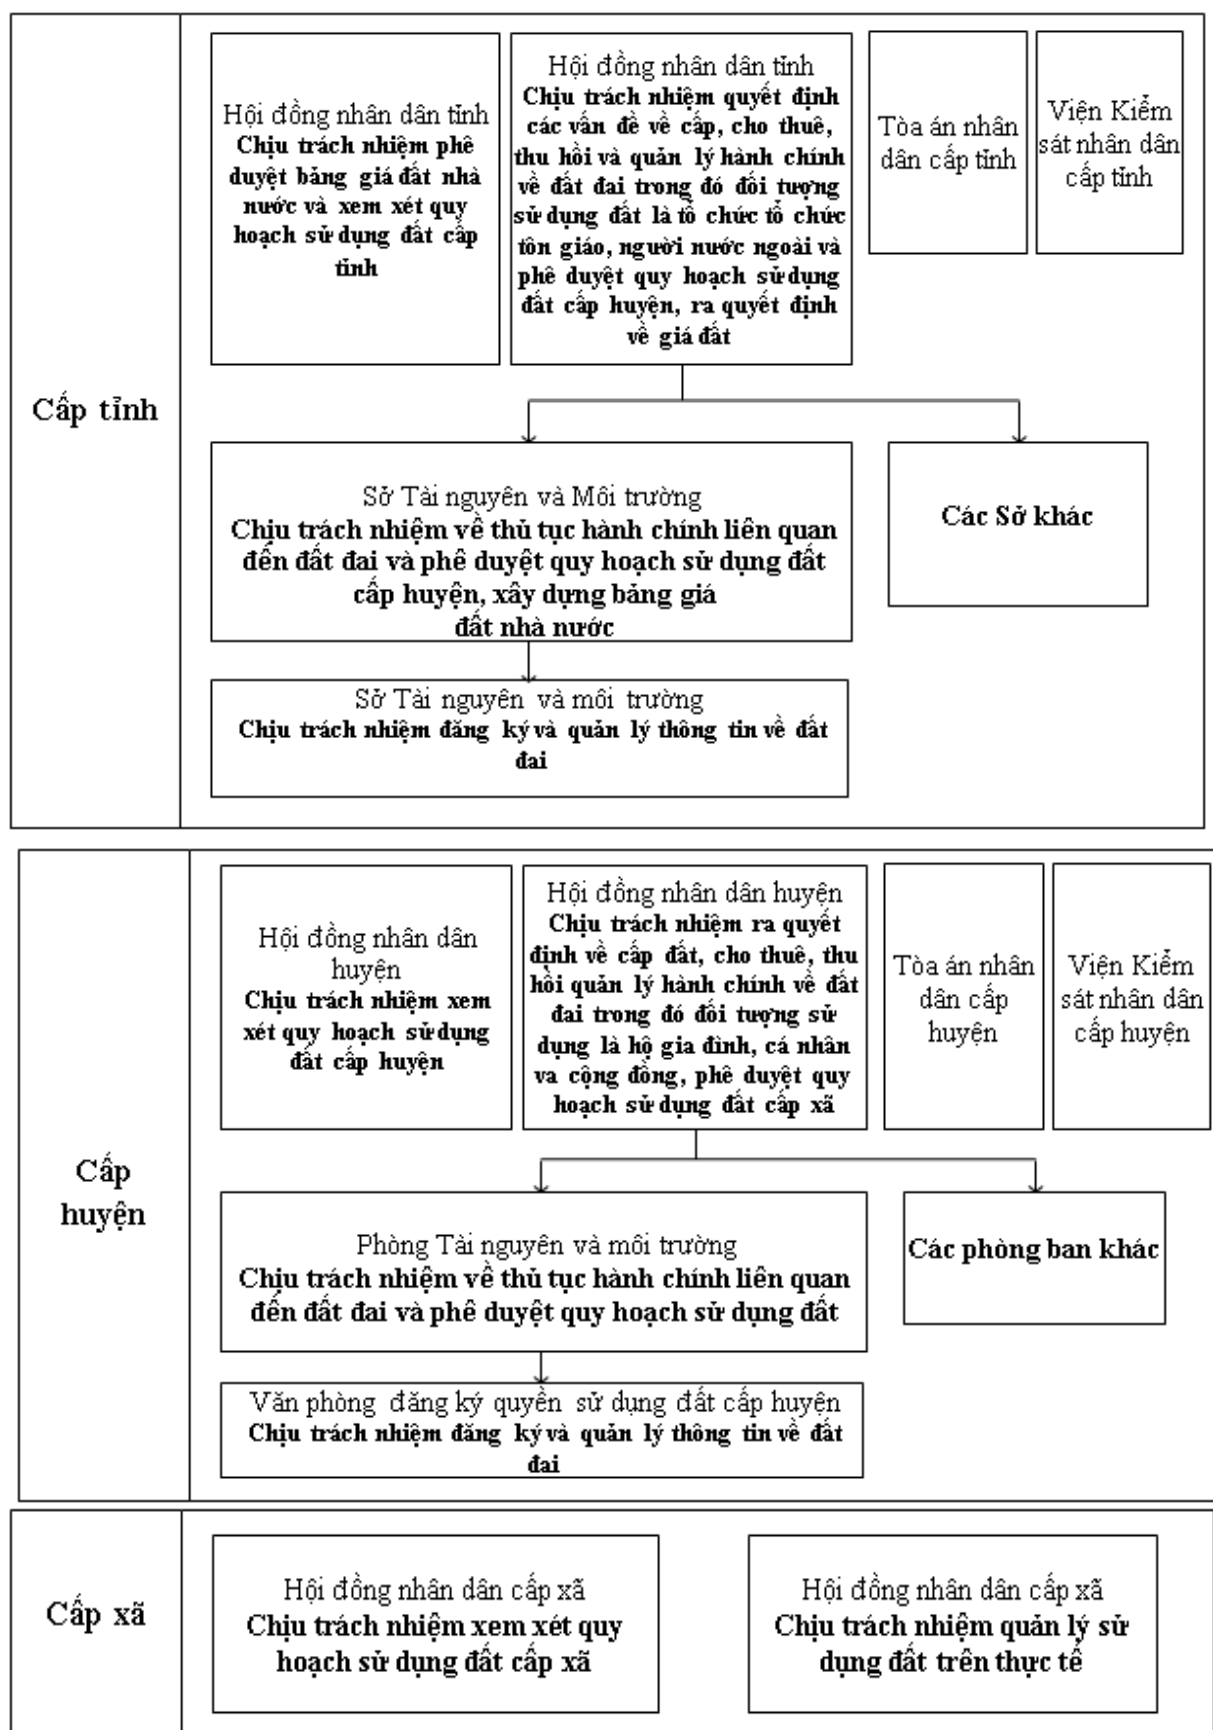 Cấp tỉnh
Hội đồng nhân dân tỉnh
Chịu trách nhiệm phê
duyệt bảng giá đất nhà
nước và xem xét quy
hoạch sử dụng đất cấp
tỉnh
Hội đồng nhân dân tỉnh
Chịu trách nhiệm quyết định
các vấn đề về cấp, cho thuê,
thu hồi và quản lý hành chính
về đất đai trong đó đối tượng
sử dụng đất là tổ chức tổ chức
tôn giáo, người nước ngoài và
phê duyệt quy hoạch sử dụng
đất cấp huyện, ra quyết định
về giá đất
Tòa án nhân
dân cấp tỉnh
Viện Kiểm
sát nhân dân
cấp tỉnh
Sở Tài nguyên và Môi trường
Chịu trách nhiệm về thủ tục hành chính liên quan
đến đất đai và phê duyệt quy hoạch sử dụng đất
cấp huyện, xây dựng bảng giá
đất nhà nước
Các Sở khác
Sở Tài nguyên và môi trường
Chịu trách nhiệm đăng ký và quản lý thông tin về đất
đai
Cấp
huyện
Hội đồng nhân dân
huyện
Chịu trách nhiệm xem
xét quy hoạch sử dụng
đất cấp huyện
Hội đồng nhân dân huyện
Chịu trách nhiệm ra quyết
định về cấp đất, cho thuê, thu
hồi quản lý hành chính về đất
đai trong đó đối tượng sử
dụng là hộ gia đình, cá nhân
va cộng đồng, phê duyệt quy
hoạch sử dụng đất cấp xã
Tòa án nhân
dân cấp
huyện
Viện Kiểm
sát nhân dân
cấp huyện
Phòng Tài nguyên và môi trường
Chịu trách nhiệm về thủ tục hành chính liên quan
đến đất đai và phê duyệt quy hoạch sử dụng đất
Các phòng ban khác
Văn phòng đăng ký quyền sử dụng đất cấp huyện
Chịu trách nhiệm đăng ký và quản lý thông tin về đất
đai
Cấp xã
Hội đồng nhân dân cấp xã
Chịu trách nhiệm xem xét quy
hoạch sử dụng đất cấp xã
Hội đồng nhân dân cấp xã
Chịu trách nhiệm quản lý sử
dụng đất trên thực tế